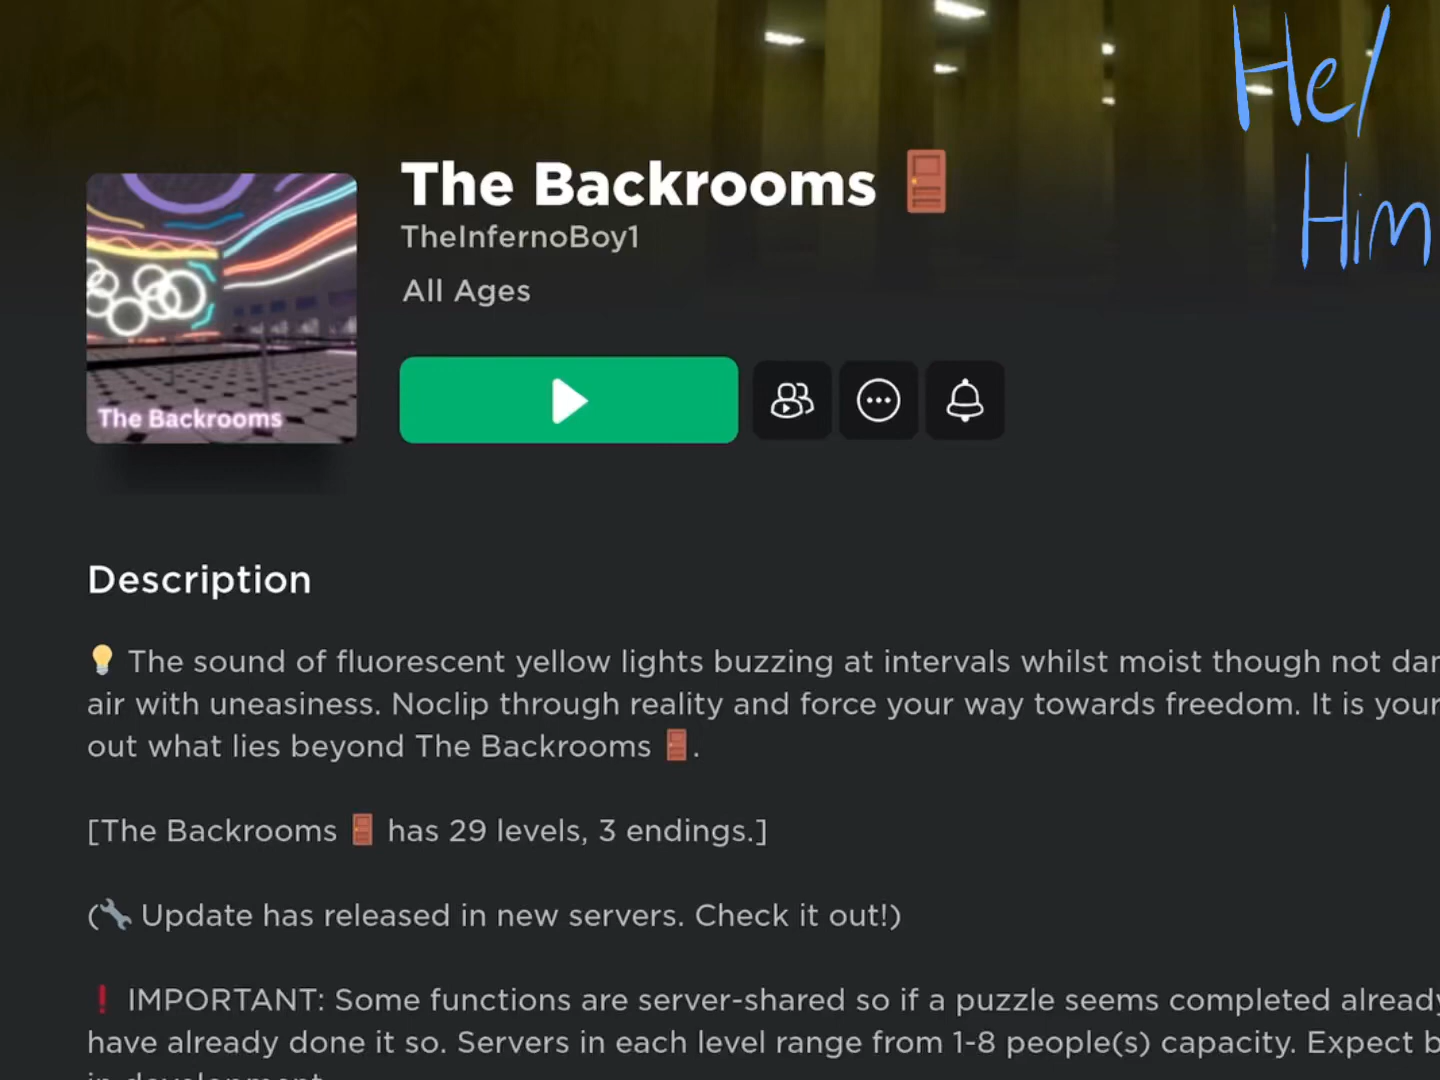 He/
Him
The Backrooms 🚪
TheInfernoBoy1
All Ages
The Backrooms
Description
💡 The sound of fluorescent yellow lights buzzing at intervals whilst moist though not
air with uneasiness. Noclip through reality and force your way towards freedom. It is your
out what lies beyond The Backrooms 🚪.
[The Backrooms 🚪 has 29 levels, 3 endings.]
(🔧 Update has released in new servers. Check it out!)
❗ IMPORTANT: Some functions are server-shared so if a puzzle seems completed already
have already done it so. Servers in each level range from 1-8 people(s) capacity. Expect
in development